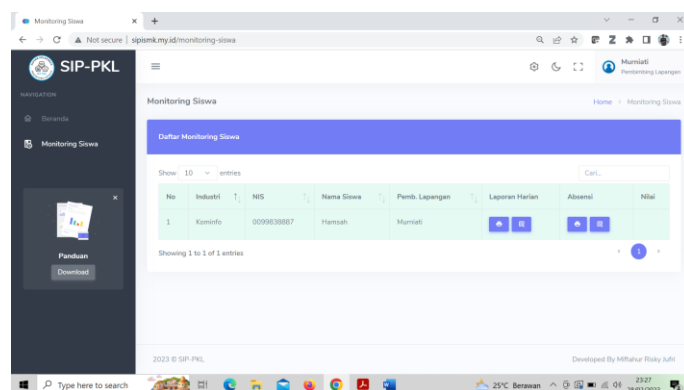 Monitoring Siswa
Not secure | sipismk.my.id/monitoring-siswa
SIP-PKL
Murniati
Pembimbing Lapangan
NAVIGATION
Beranda
Monitoring Siswa
Monitoring Siswa
Home > Monitoring Siswa
Daftar Monitoring Siswa
Show 10 entries
Cari...
No Industri NIS Nama Siswa Pemb. Lapangan Laporan Harian Absensi Nilai
1 Kominfo 0099838887 Hamsah Murniati
Showing 1 to 1 of 1 entries
1
Panduan
Download
2023 © SIP-PKL.
Developed By Miftahur Risky Jufri
Type here to search
25°C Berawan
23:27